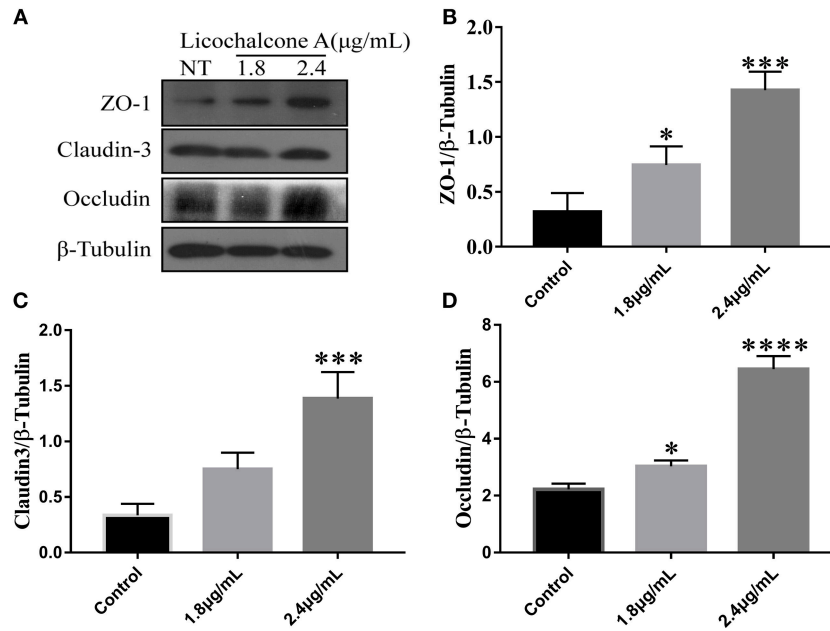 A
Licochalcone A(μg/mL)
NT 1.8 2.4
ZO-1
Claudin-3
Occludin
β-Tubulin
B
ZO-1/β-Tubulin
2.0
1.5
1.0
0.5
0.0
*
***
Control
1.8μg/mL
2.4μg/mL
C
Claudin3/β-Tubulin
2.0
1.5
1.0
0.5
0.0
***
Control
1.8μg/mL
2.4μg/mL
D
Occludin/β-Tubulin
8
6
4
2
0
*
****
Control
1.8μg/mL
2.4μg/mL